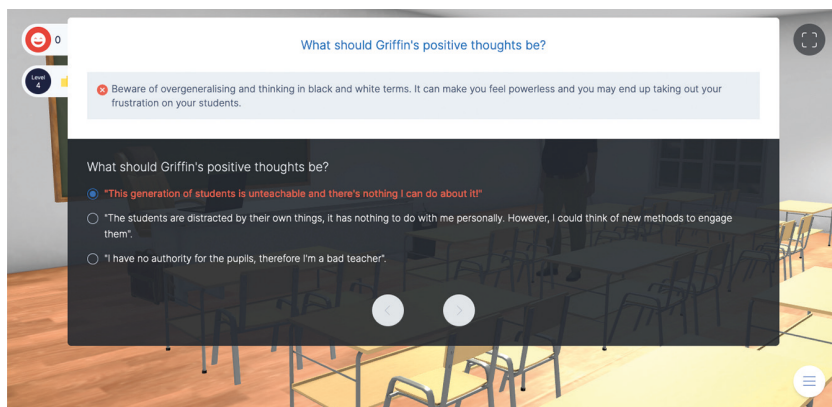 0
What should Griffin's positive thoughts be?
Level
4
Beware of overgeneralising and thinking in black and white terms. It can make you feel powerless and you may end up taking out your
frustration on your students.
What should Griffin's positive thoughts be?
"This generation of students is unteachable and there's nothing I can do about it!"
"The students are distracted by their own things, it has nothing to do with me personally. However, I could think of new methods to engage
them".
"I have no authority for the pupils, therefore I'm a bad teacher".